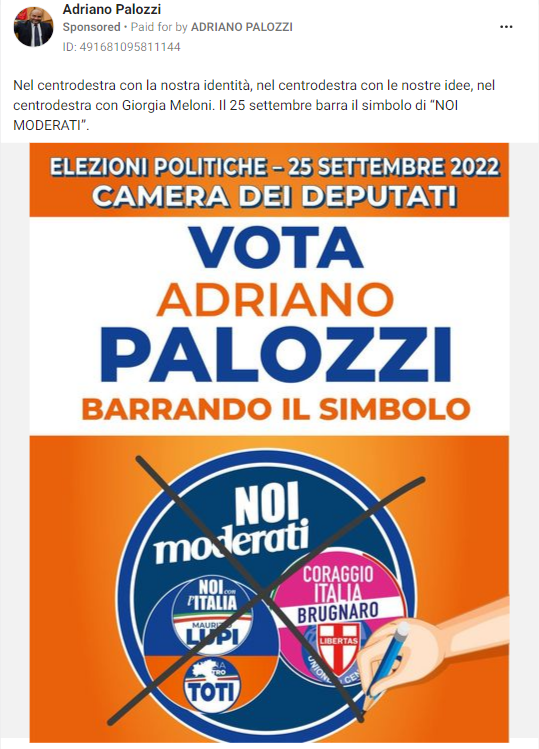 Adriano Palozzi
Sponsored • Paid for by ADRIANO PALOZZI
ID: 491681095811144
Nel centrodestra con la nostra identità, nel centrodestra con le nostre idee, nel
centrodestra con Giorgia Meloni. Il 25 settembre barra il simbolo di “NOI
MODERATI”.
ELEZIONI POLITICHE – 25 SETTEMBRE 2022
CAMERA DEI DEPUTATI
VOTA
ADRIANO
PALOZZI
BARRANDO IL SIMBOLO
NOI
moderati
NOI CON
l'ITALIA
MAURIZIO
LUPI
TOTI
CORAGGIO
ITALIA
BRUGNARO
LIBERTAS